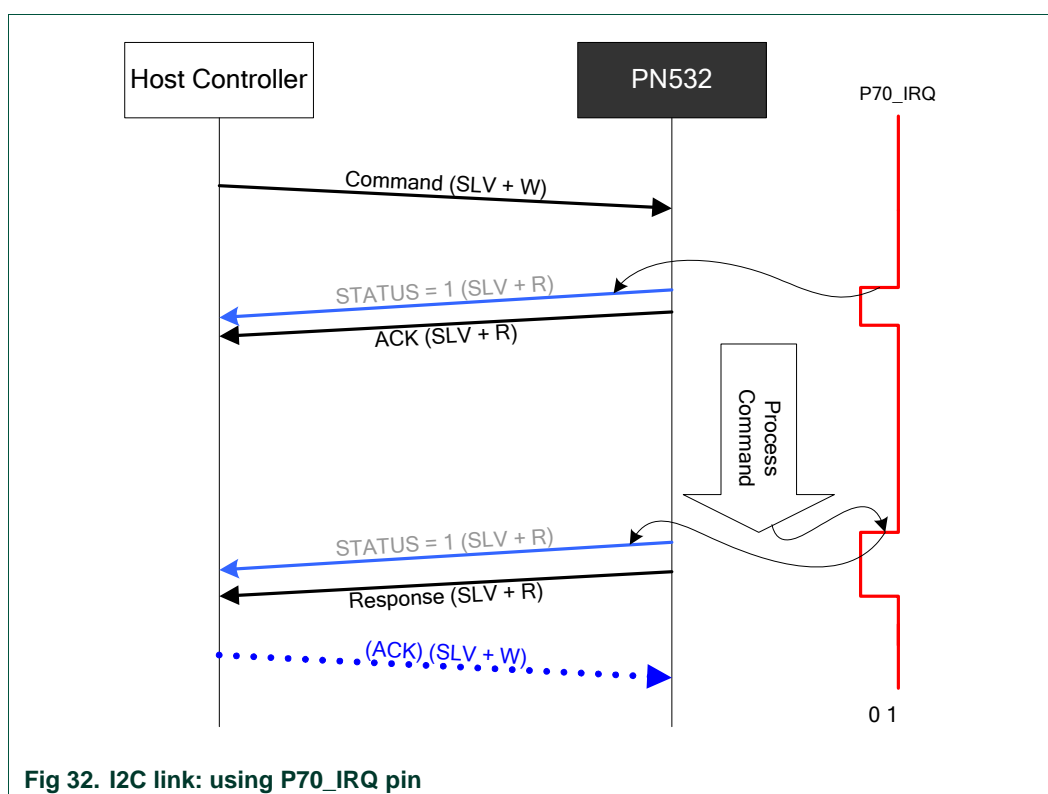 Host Controller
PN532
P70_IRQ
Command (SLV + W)
STATUS = 1 (SLV + R)
ACK (SLV + R)
Process
Command
STATUS = 1 (SLV + R)
Response (SLV + R)
(ACK) (SLV + W)
0 1
Fig 32. I2C link: using P70_IRQ pin